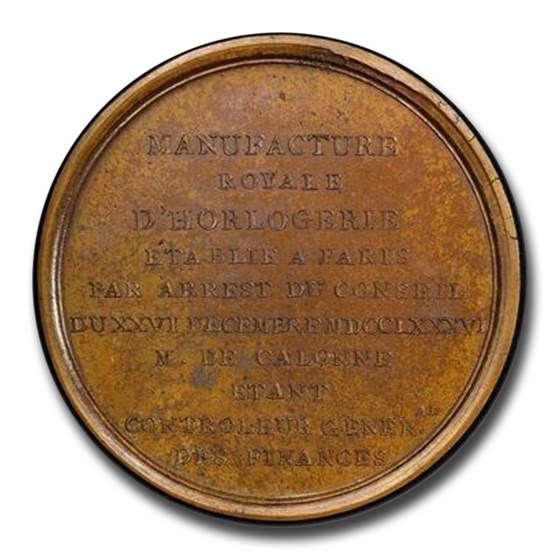 MANUFACTURE
ROYALE
D'HORLOGERIE
ETABLIE A PARIS
PAR ARREST DU CONSEIL
DU XXVI DECEMBRE MDCCLXXXVI
M. DE CALONNE
ETANT
CONTROLEUR GENER.
DES FINANCES